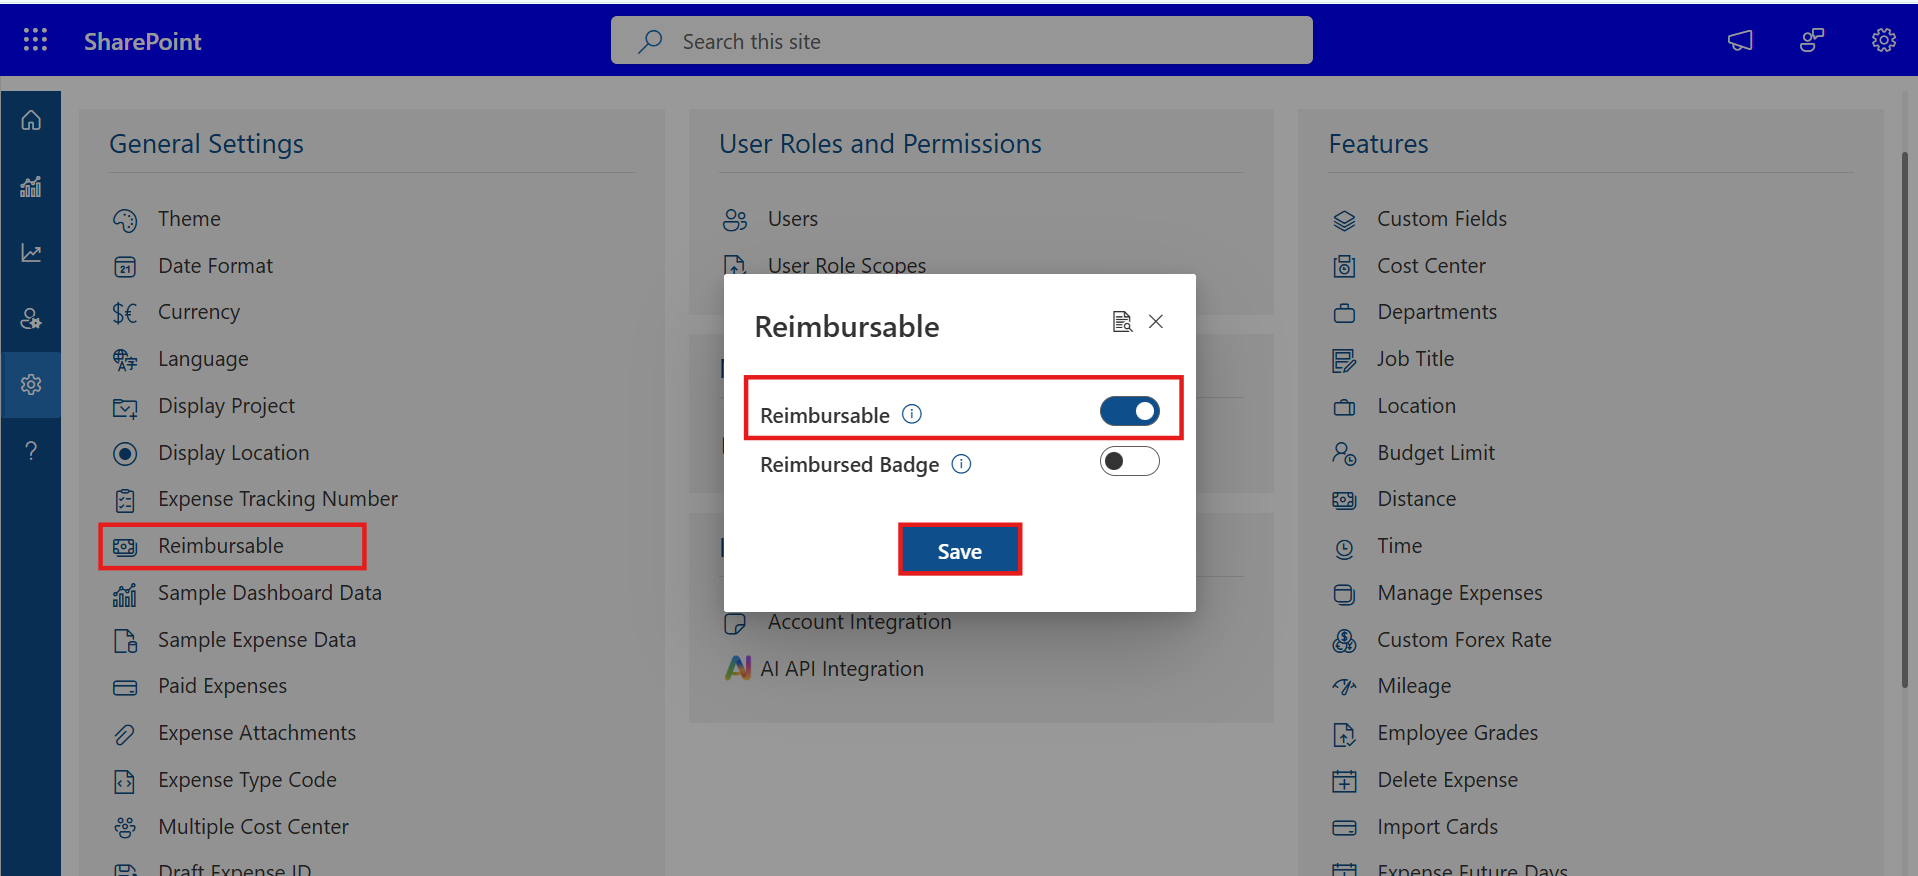 SharePoint
Search this site
General Settings
Theme
21
Date Format
Currency
Language
Display Project
Display Location
Expense Tracking Number
Reimbursable
Sample Dashboard Data
Sample Expense Data
Paid Expenses
Expense Attachments
Expense Type Code
Multiple Cost Center
Draft Expense ID
User Roles and Permissions
Users
User Role Scopes
Reimbursable
Reimbursable
Reimbursed Badge
Save
Account Integration
AI API Integration
Features
Custom Fields
Cost Center
Departments
Job Title
Location
Budget Limit
Distance
Time
Manage Expenses
Custom Forex Rate
Mileage
Employee Grades
Delete Expense
Import Cards
Expense Future Days